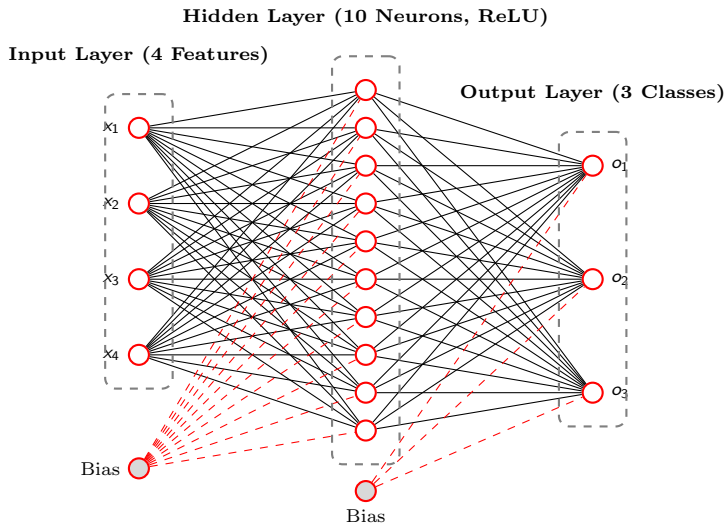 Hidden Layer (10 Neurons, ReLU)
Input Layer (4 Features)
Output Layer (3 Classes)
x₁
x₂
x₃
x₄
o₁
o₂
o₃
Bias
Bias